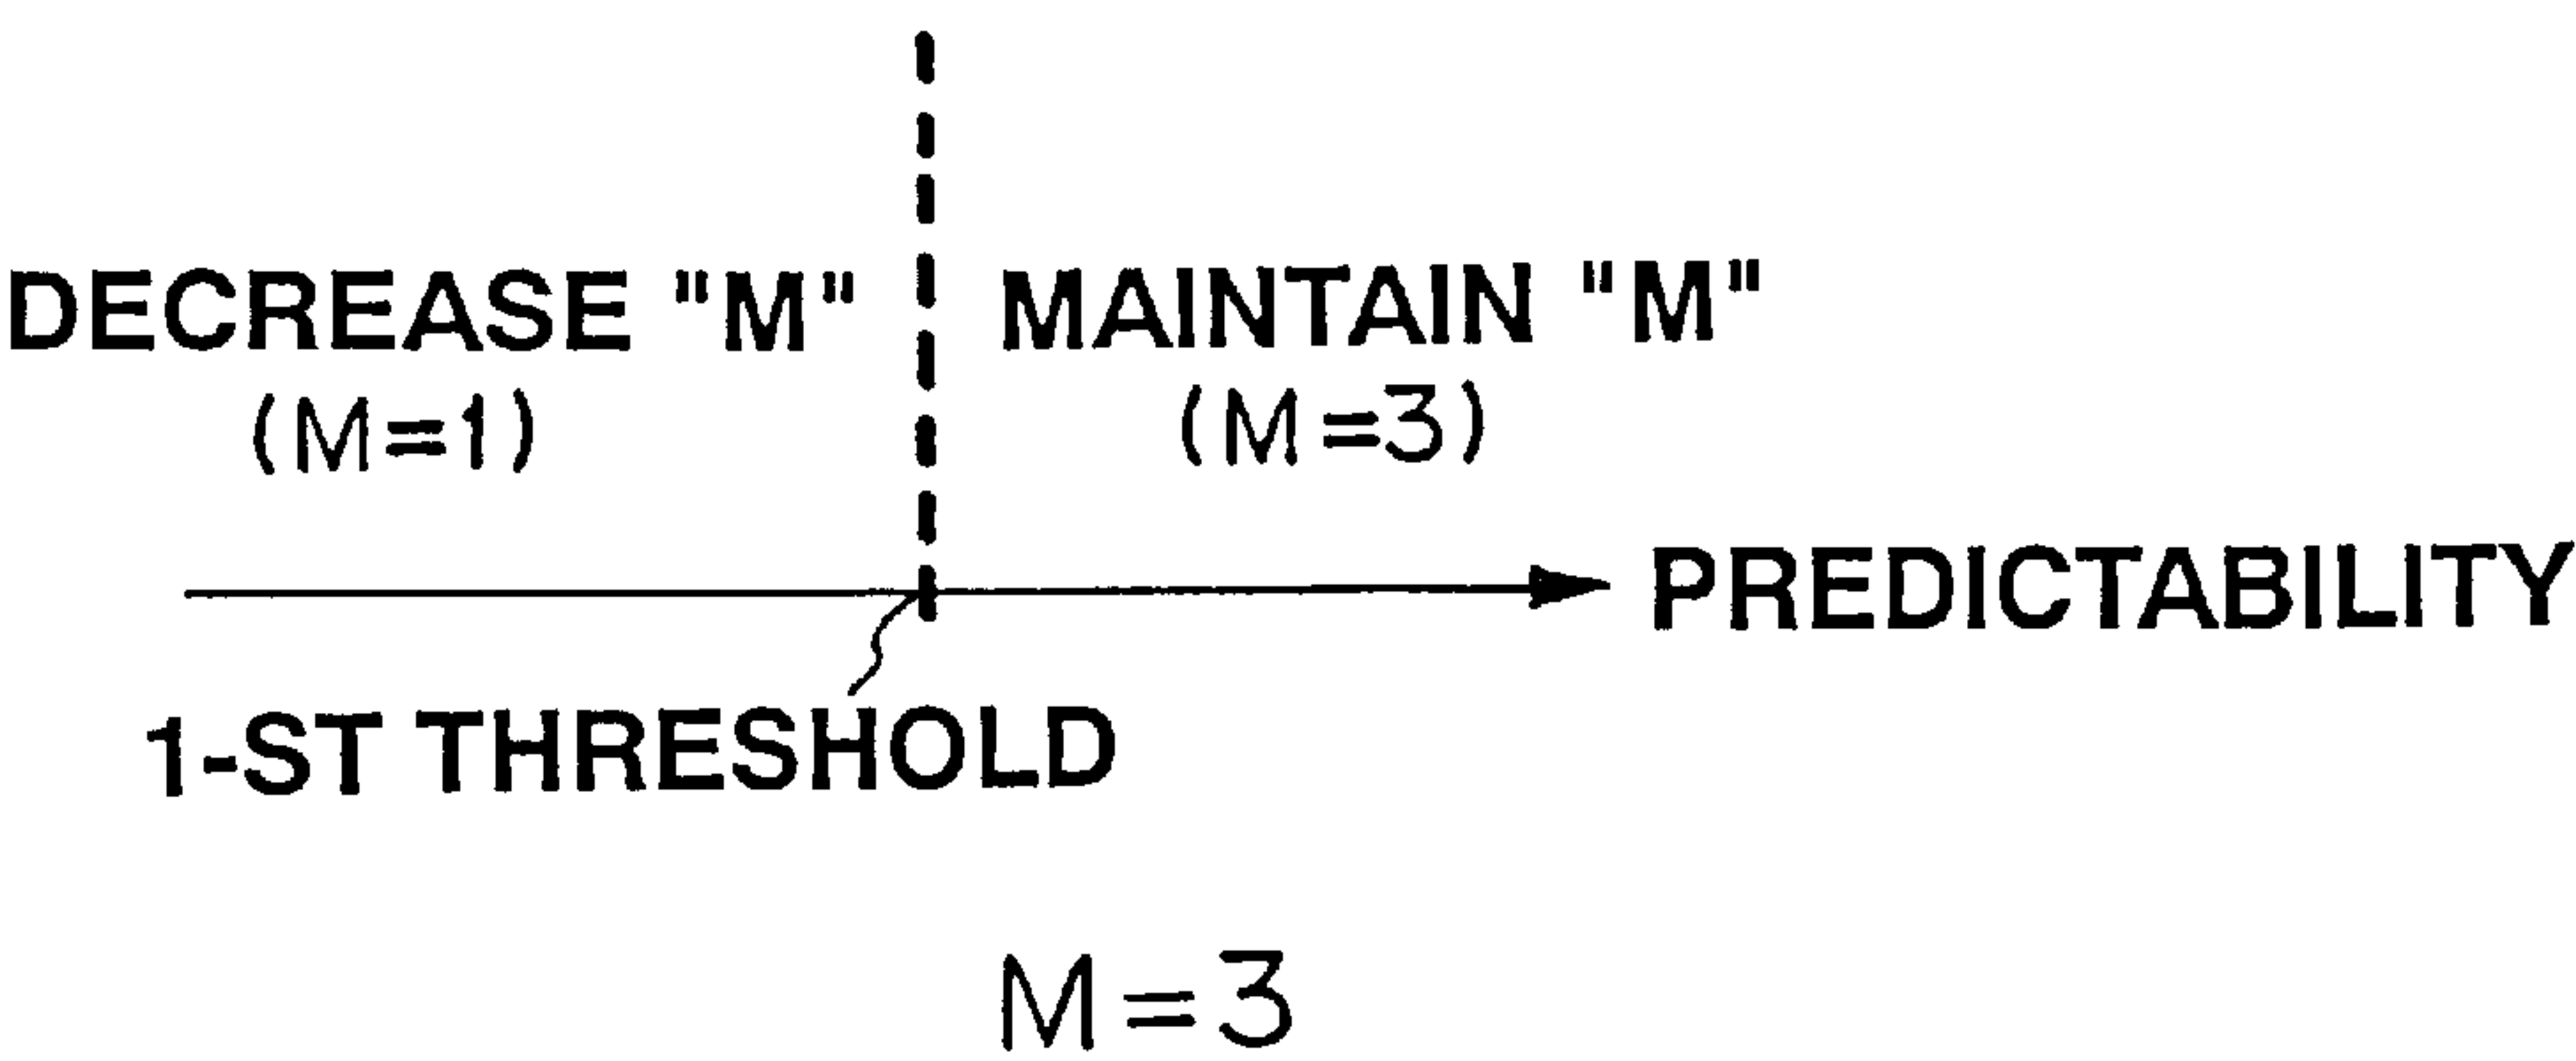 DECREASE "M" MAINTAIN "M"
(M=1) (M=3)
PREDICTABILITY
1-ST THRESHOLD
M=3